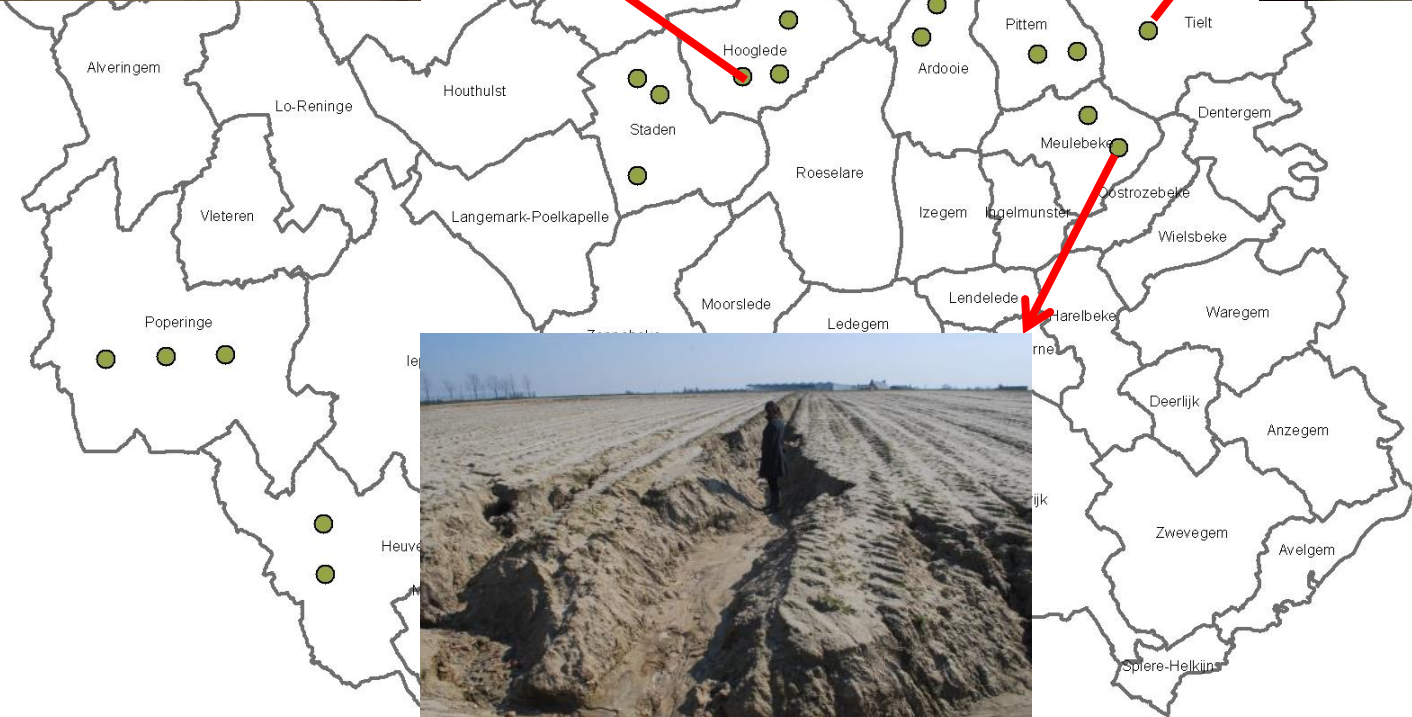 Tielt
Pittem
Hooglede
Alveringem
Ardooie
Houthulst
Lo-Reninge
Dentergem
Staden
Meulebeke
Roeselare
Oostrozebeke
Vleteren
Langemark-Poelkapelle
Izegem
Ingelmunster
Wielsbeke
Lendelede
Moorslede
Waregem
Harelbeke
Poperinge
Ledegem
Deerlijk
Anzegem
Zwevegem
Avelgem
Spiere-Helkijn